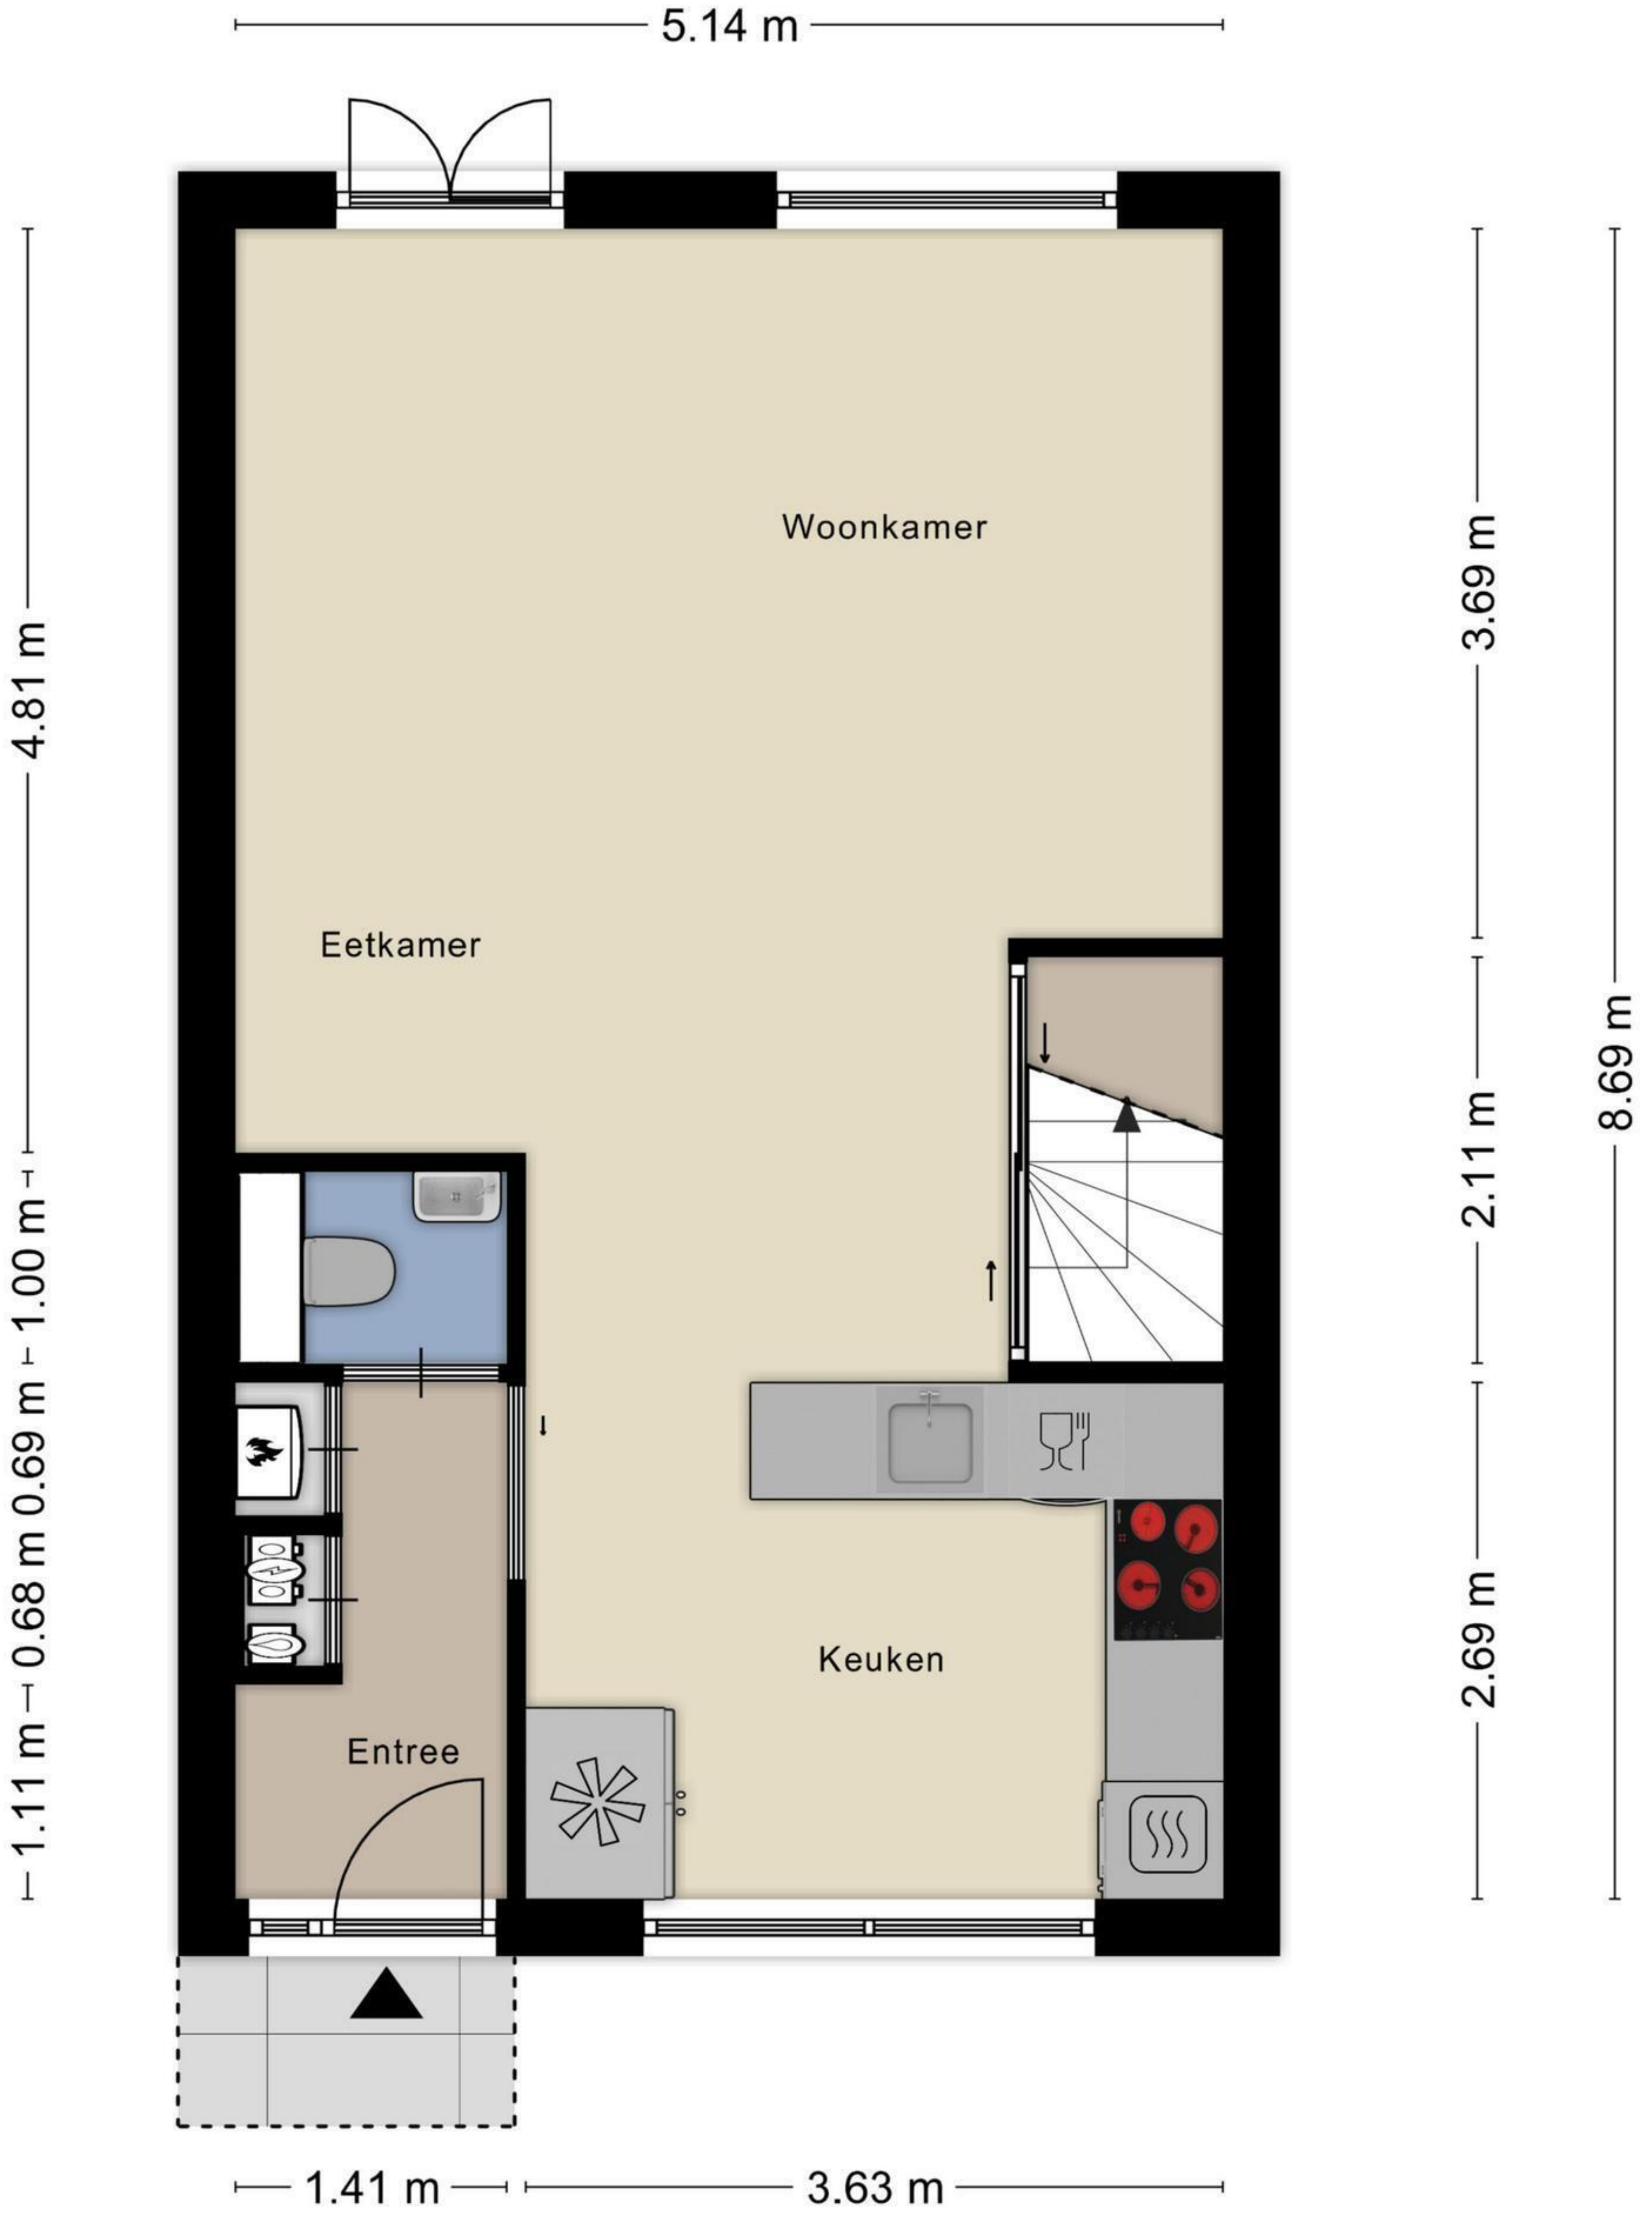 5.14 m
Woonkamer
3.69 m
4.81 m
Eetkamer
8.69 m
2.11 m
1.00 m
0.69 m
0.68 m
Keuken
2.69 m
Entree
1.11 m
1.41 m
3.63 m